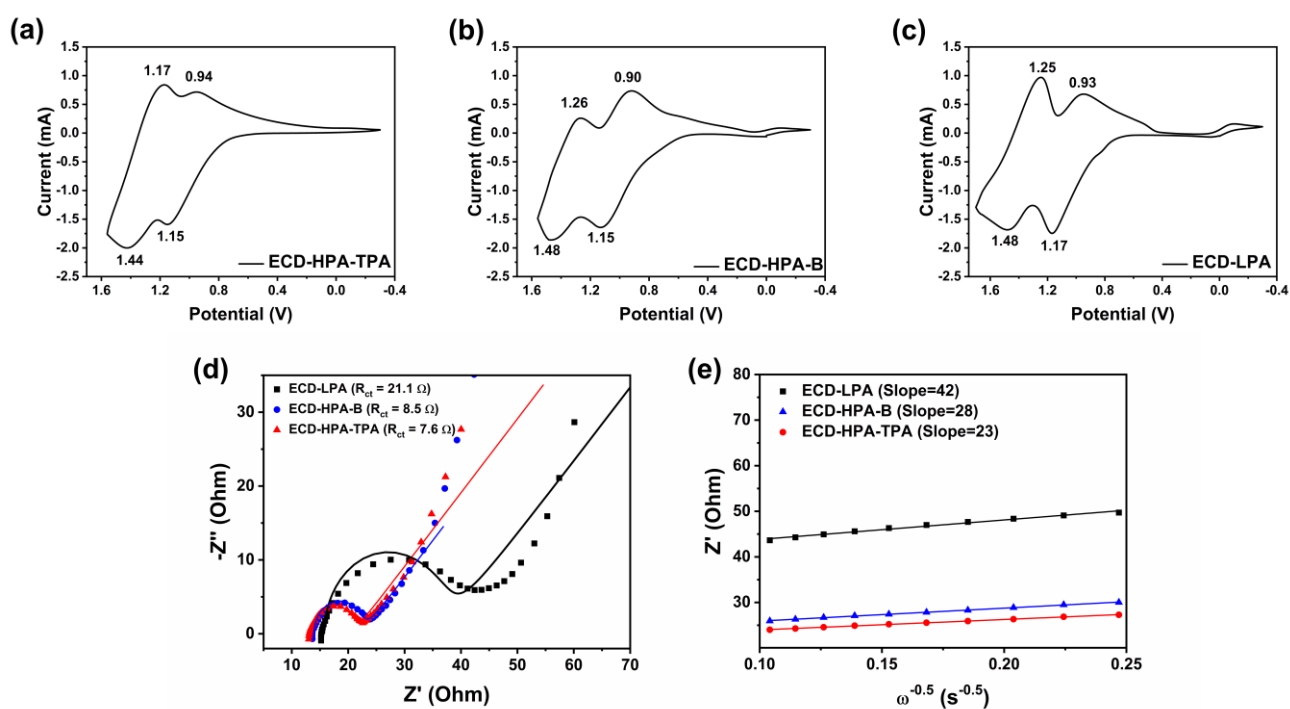 (a)
1.5
1.0
0.5
0.0
-0.5
-1.0
-1.5
-2.0
-2.5
Current (mA)
1.17
0.94
1.44
1.15
ECD-HPA-TPA
1.6 1.2 0.8 0.4 0.0 -0.4
Potential (V)
(b)
1.5
1.0
0.5
0.0
-0.5
-1.0
-1.5
-2.0
-2.5
Current (mA)
1.26
0.90
1.48
1.15
ECD-HPA-B
1.6 1.2 0.8 0.4 0.0 -0.4
Potential (V)
(c)
1.5
1.0
0.5
0.0
-0.5
-1.0
-1.5
-2.0
-2.5
Current (mA)
1.25
0.93
1.48
1.17
ECD-LPA
1.6 1.2 0.8 0.4 0.0 -0.4
Potential (V)
(d)
30
20
10
0
-Z'' (Ohm)
ECD-LPA (Rct = 21.1 Ω)
ECD-HPA-B (Rct = 8.5 Ω)
ECD-HPA-TPA (Rct = 7.6 Ω)
10 20 30 40 50 60 70
Z' (Ohm)
(e)
80
70
60
50
40
30
Z' (Ohm)
ECD-LPA (Slope=42)
ECD-HPA-B (Slope=28)
ECD-HPA-TPA (Slope=23)
0.10 0.15 0.20 0.25
ω-0.5 (s-0.5)